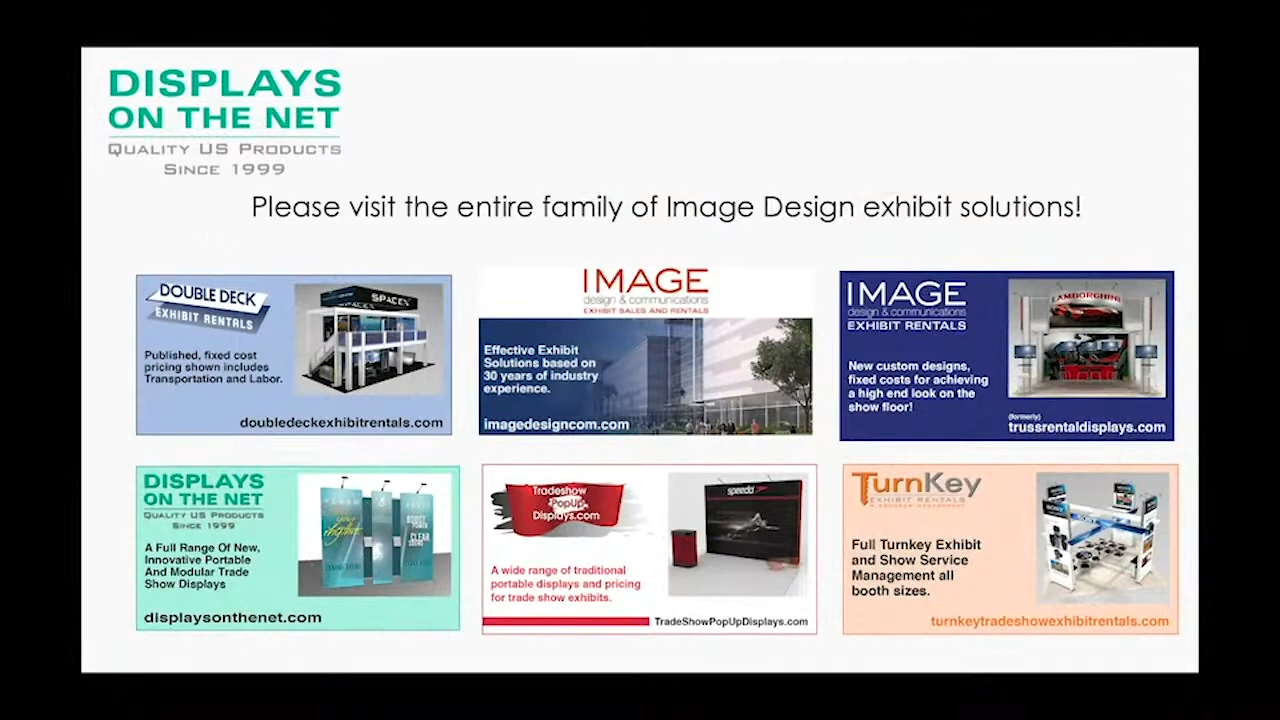 DISPLAYS
ON THE NET
QUALITY US PRODUCTS
SINCE 1999
Please visit the entire family of Image Design exhibit solutions!
DOUBLE DECK
EXHIBIT RENTALS
SPACEX
Published, fixed cost
pricing shown includes
Transportation and Labor.
doubledeckexhibitrentals.com
IMAGE
design & communications
EXHIBIT SALES AND RENTALS
Effective Exhibit
Solutions based on
30 years of industry
experience.
imagedesigncom.com
IMAGE
design & communications
EXHIBIT RENTALS
LAMBORGHINI
New custom designs,
fixed costs for achieving
a high end look on the
show floor!
(formerly)
trussrentaldisplays.com
DISPLAYS
ON THE NET
QUALITY US PRODUCTS
SINCE 1999
A Full Range Of New,
Innovative Portable
And Modular Trade
Show Displays
displaysonthenet.com
Tradeshow
PopUp
Displays.com
speedo
A wide range of traditional
portable displays and pricing
for trade show exhibits.
TradeShowPopUpDisplays.com
TurnKey
EXHIBIT RENTALS
SONY
Full Turnkey Exhibit
and Show Service
Management all
booth sizes.
turnkeytradeshowexhibitrentals.com